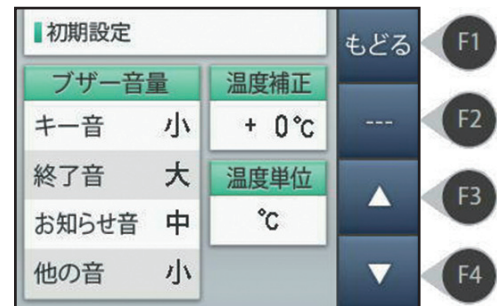 初期設定
ブザー音量
キー音 小
終了音 大
お知らせ音 中
他の音 小
温度補正
+ 0℃
温度単位
℃
もどる F1
--- F2
▲ F3
▼ F4